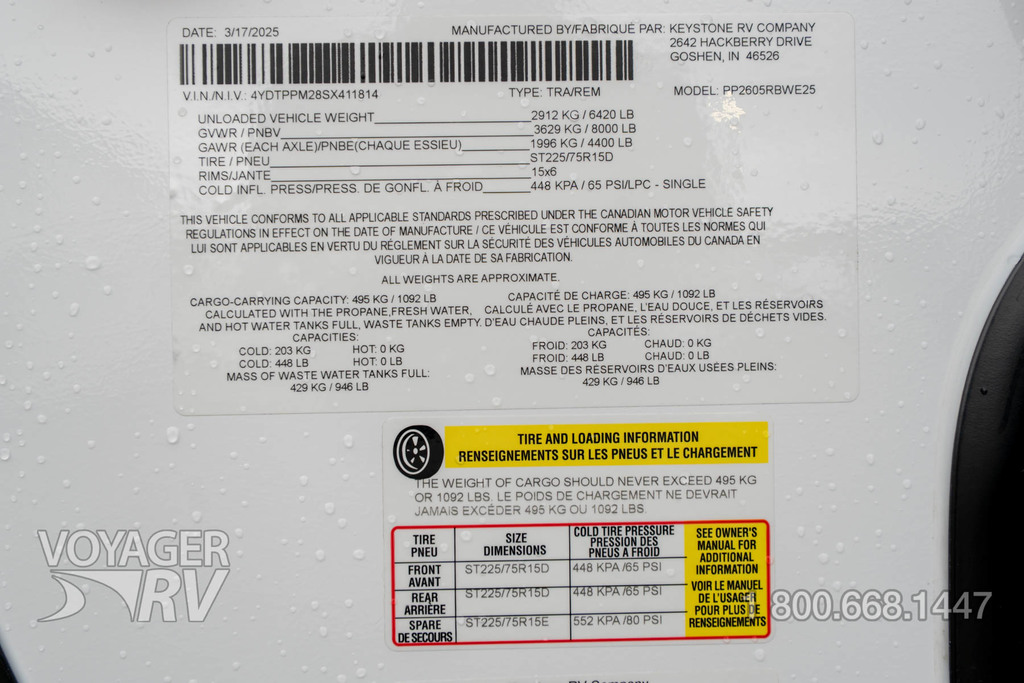 DATE: 3/17/2025
MANUFACTURED BY/FABRIQUÉ PAR: KEYSTONE RV COMPANY
2642 HACKBERRY DRIVE
GOSHEN, IN 46526
V.I.N./N.I.V.: 4YDTPPM28SX411814 TYPE: TRA/REM MODEL: PP2605RBWE25
UNLOADED VEHICLE WEIGHT 2912 KG / 6420 LB
GVWR / PNBV 3629 KG / 8000 LB
GAWR (EACH AXLE)/PNBE(CHAQUE ESSIEU) 1996 KG / 4400 LB
TIRE / PNEU ST225/75R15D
RIMS/JANTE 15x6
COLD INFL. PRESS/PRESS. DE GONFL. À FROID 448 KPA / 65 PSI/LPC - SINGLE
THIS VEHICLE CONFORMS TO ALL APPLICABLE STANDARDS PRESCRIBED UNDER THE CANADIAN MOTOR VEHICLE SAFETY
REGULATIONS IN EFFECT ON THE DATE OF MANUFACTURE / CE VÉHICULE EST CONFORME À TOUTES LES NORMES QUI
LUI SONT APPLICABLES EN VERTU DU RÉGLEMENT SUR LA SÉCURITÉ DES VÉHICULES AUTOMOBILES DU CANADA EN
VIGUEUR À LA DATE DE SA FABRICATION.
ALL WEIGHTS ARE APPROXIMATE.
CARGO-CARRYING CAPACITY: 495 KG / 1092 LB
CALCULATED WITH THE PROPANE,FRESH WATER,
AND HOT WATER TANKS FULL, WASTE TANKS EMPTY.
CAPACITIES:
COLD: 203 KG HOT: 0 KG
COLD: 448 LB HOT: 0 LB
MASS OF WASTE WATER TANKS FULL:
429 KG / 946 LB
CAPACITÉ DE CHARGE: 495 KG / 1092 LB
CALCULÉ AVEC LE PROPANE, L'EAU DOUCE, ET LES RÉSERVOIRS
D'EAU CHAUDE PLEINS, ET LES RÉSERVOIRS DE DÉCHETS VIDES.
CAPACITÉS:
FROID: 203 KG CHAUD: 0 KG
FROID: 448 LB CHAUD: 0 LB
MASSE DES RÉSERVOIRS D'EAUX USÉES PLEINS:
429 KG / 946 LB
TIRE AND LOADING INFORMATION
RENSEIGNEMENTS SUR LES PNEUS ET LE CHARGEMENT
THE WEIGHT OF CARGO SHOULD NEVER EXCEED 495 KG
OR 1092 LBS. LE POIDS DE CHARGEMENT NE DEVRAIT
JAMAIS EXCÉDER 495 KG OU 1092 LBS.
TIRE
PNEU
SIZE
DIMENSIONS
COLD TIRE PRESSURE
PRESSION DES
PNEUS A FROID
FRONT
AVANT
ST225/75R15D 448 KPA /65 PSI
REAR
ARRIÈRE
ST225/75R15D 448 KPA /65 PSI
SPARE
DE SECOURS
ST225/75R15E 552 KPA /80 PSI
SEE OWNER'S
MANUAL FOR
ADDITIONAL
INFORMATION
VOIR LE MANUEL
DE L'USAGER
POUR PLUS DE
RENSEIGNEMENTS
VOYAGER
RV
1.800.668.1447
RV Company